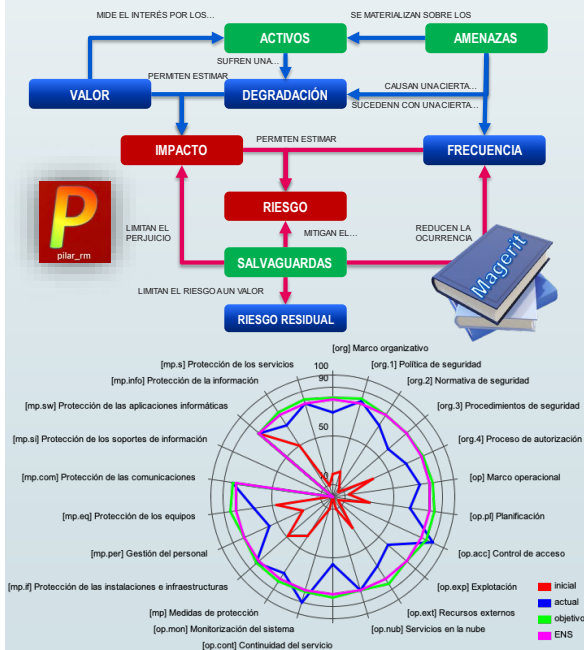 MIDE EL INTERÉS POR LOS...
SE MATERIALIZAN SOBRE LOS
ACTIVOS
AMENAZAS
SUFREN UNA...
PERMITEN ESTIMAR
CAUSAN UNA CIERTA...
VALOR
DEGRADACIÓN
SUCEDENN CON UNA CIERTA...
IMPACTO
PERMITEN ESTIMAR
FRECUENCIA
RIESGO
P
pilar_rm
LIMITAN EL
PERJUICIO
MITIGAN EL...
REDUCEN LA
OCURRENCIA
SALVAGUARDAS
Magerit
LIMITAN EL RIESGO A UN VALOR
RIESGO RESIDUAL
[org] Marco organizativo
[mp.s] Protección de los servicios
100
[org.1] Política de seguridad
[mp.info] Protección de la información
90
[org.2] Normativa de seguridad
[mp.sw] Protección de las aplicaciones informáticas
[org.3] Procedimientos de seguridad
50
[mp.si] Protección de los soportes de información
[org.4] Proceso de autorización
[mp.com] Protección de las comunicaciones
10
[op] Marco operacional
[mp.eq] Protección de los equipos
[op.pl] Planificación
[mp.per] Gestión del personal
[op.acc] Control de acceso
[mp.if] Protección de las instalaciones e infraestructuras
[op.exp] Explotación
inicial
[mp] Medidas de protección
[op.ext] Recursos externos
actual
[op.mon] Monitorización del sistema
[op.nub] Servicios en la nube
objetivo
[op.cont] Continuidad del servicio
ENS